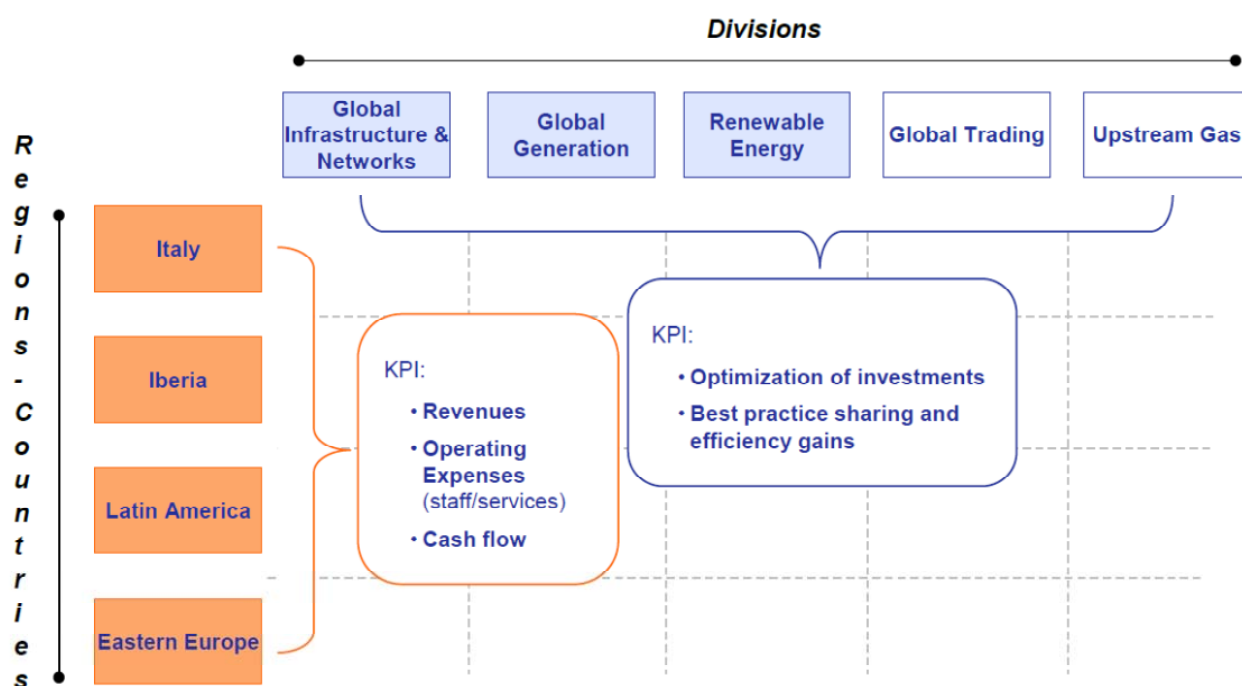 Divisions
Global
Infrastructure &
Networks
Global
Generation
Renewable
Energy
Global Trading
Upstream Gas
Regions-Countries
Italy
Iberia
Latin America
Eastern Europe
KPI:
• Revenues
• Operating
Expenses
(staff/services)
• Cash flow
KPI:
• Optimization of investments
• Best practice sharing and
efficiency gains